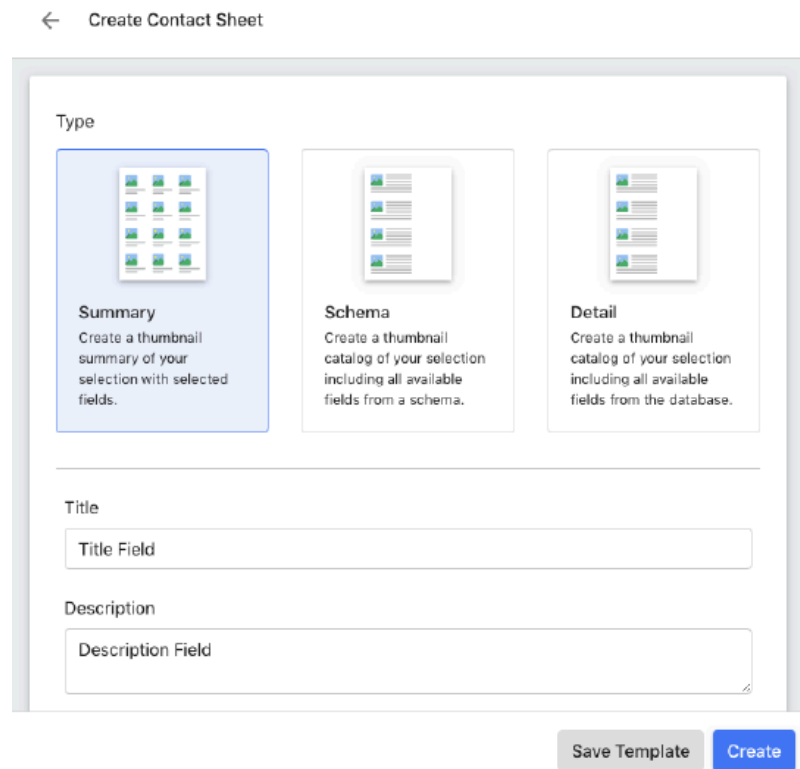 Create Contact Sheet
Type
Summary
Create a thumbnail
summary of your
selection with selected
fields.
Schema
Create a thumbnail
catalog of your selection
including all available
fields from a schema.
Detail
Create a thumbnail
catalog of your selection
including all available
fields from the database.
Title
Title Field
Description
Description Field
Save Template
Create